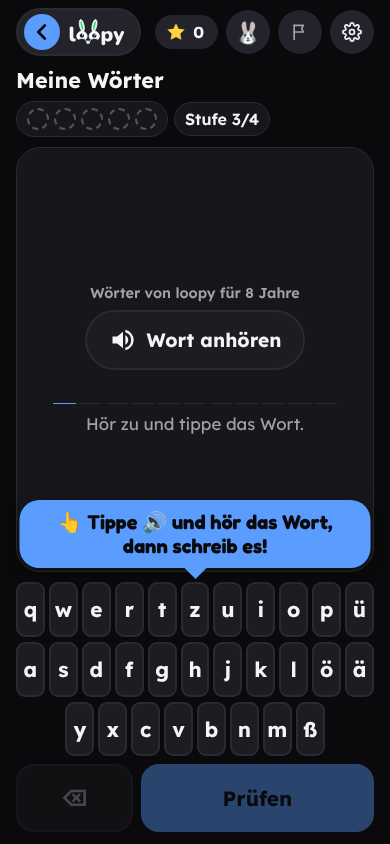 loopy
0
Meine Wörter
Stufe 3/4
Wörter von loopy für 8 Jahre
Wort anhören
Hör zu und tippe das Wort.
👆 Tippe 🔊 und hör das Wort,
dann schreib es!
q w e r t z u i o p ü
a s d f g h j k l ö ä
y x c v b n m ß
Prüfen